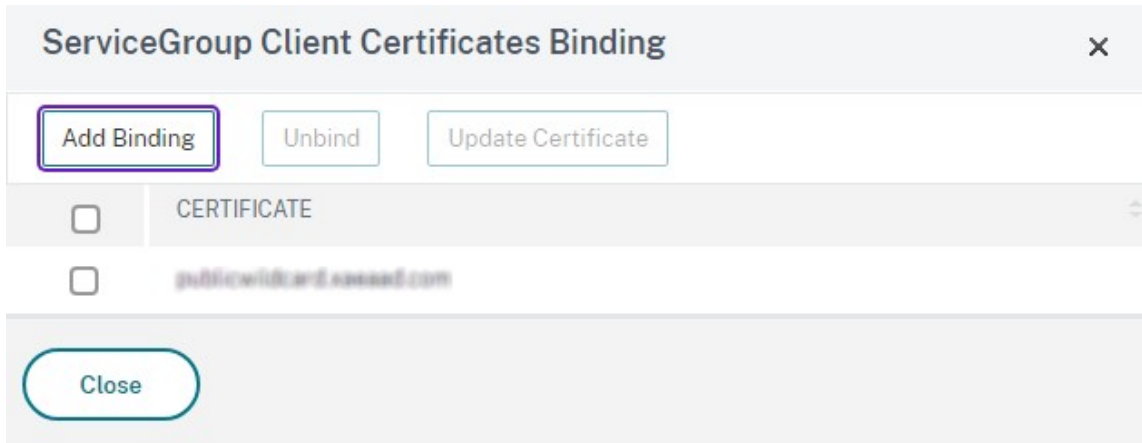 ServiceGroup Client Certificates Binding
Add Binding Unbind Update Certificate
CERTIFICATE
Close